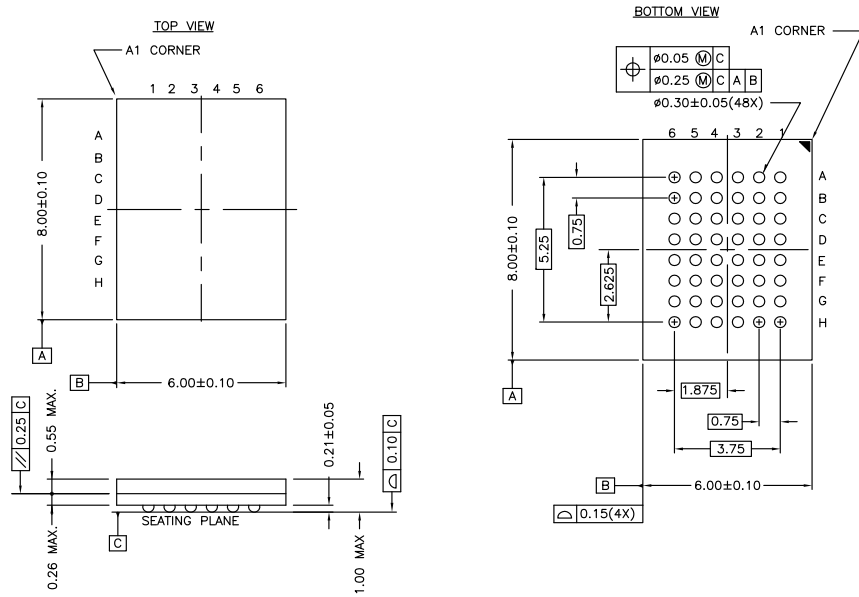 TOP VIEW
A1 CORNER
1 2 3 4 5 6
A
B
C
D
E
F
G
H
8.00±0.10
A
B
6.00±0.10
// 0.25 C
0.55 MAX.
0.21±0.05
0.10 C
SEATING PLANE
C
0.26 MAX.
1.00 MAX
BOTTOM VIEW
A1 CORNER
ø0.05 Ⓜ C
ø0.25 Ⓜ C A B
ø0.30±0.05(48X)
6 5 4 3 2 1
A
B
C
D
E
F
G
H
8.00±0.10
5.25
0.75
2.625
A
1.875
0.75
3.75
B
6.00±0.10
0.15(4X)